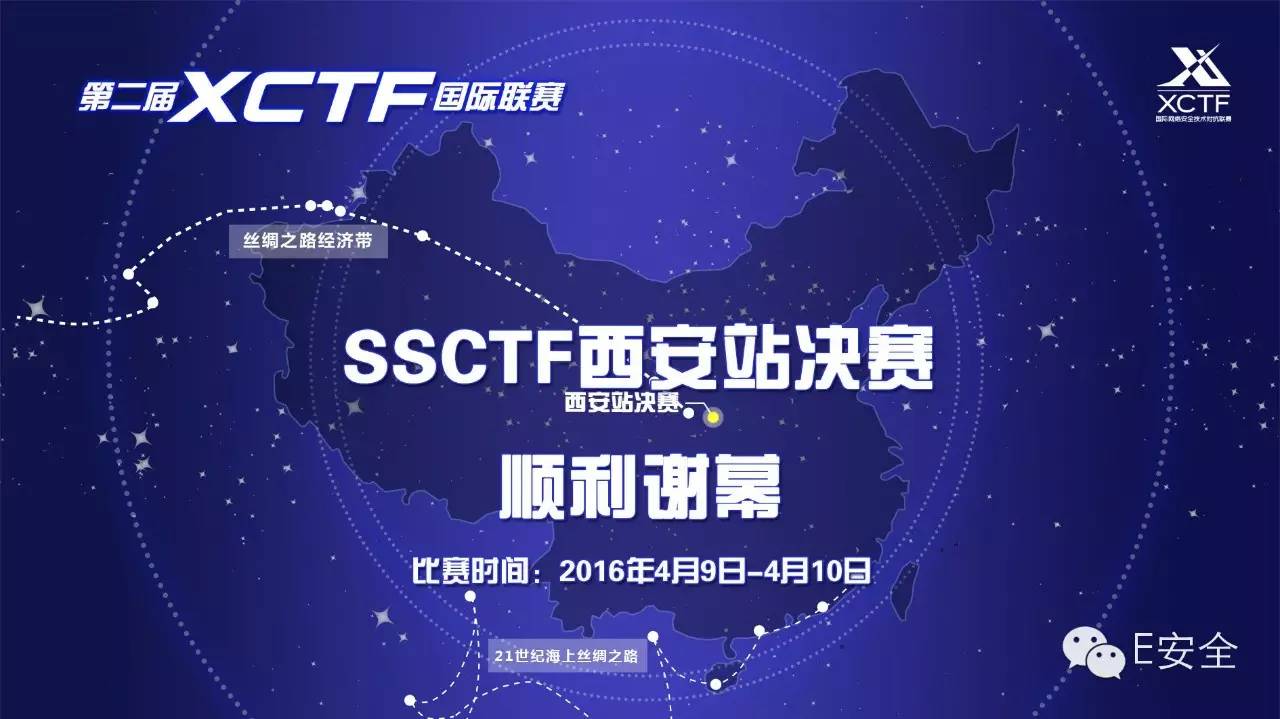 第二届XCTF国际联赛
XCTF
国际网络安全技术对抗联赛
丝绸之路经济带
SSCTF西安站决赛
西安站决赛
顺利谢幕
比赛时间：2016年4月9日-4月10日
21世纪海上丝绸之路
E安全